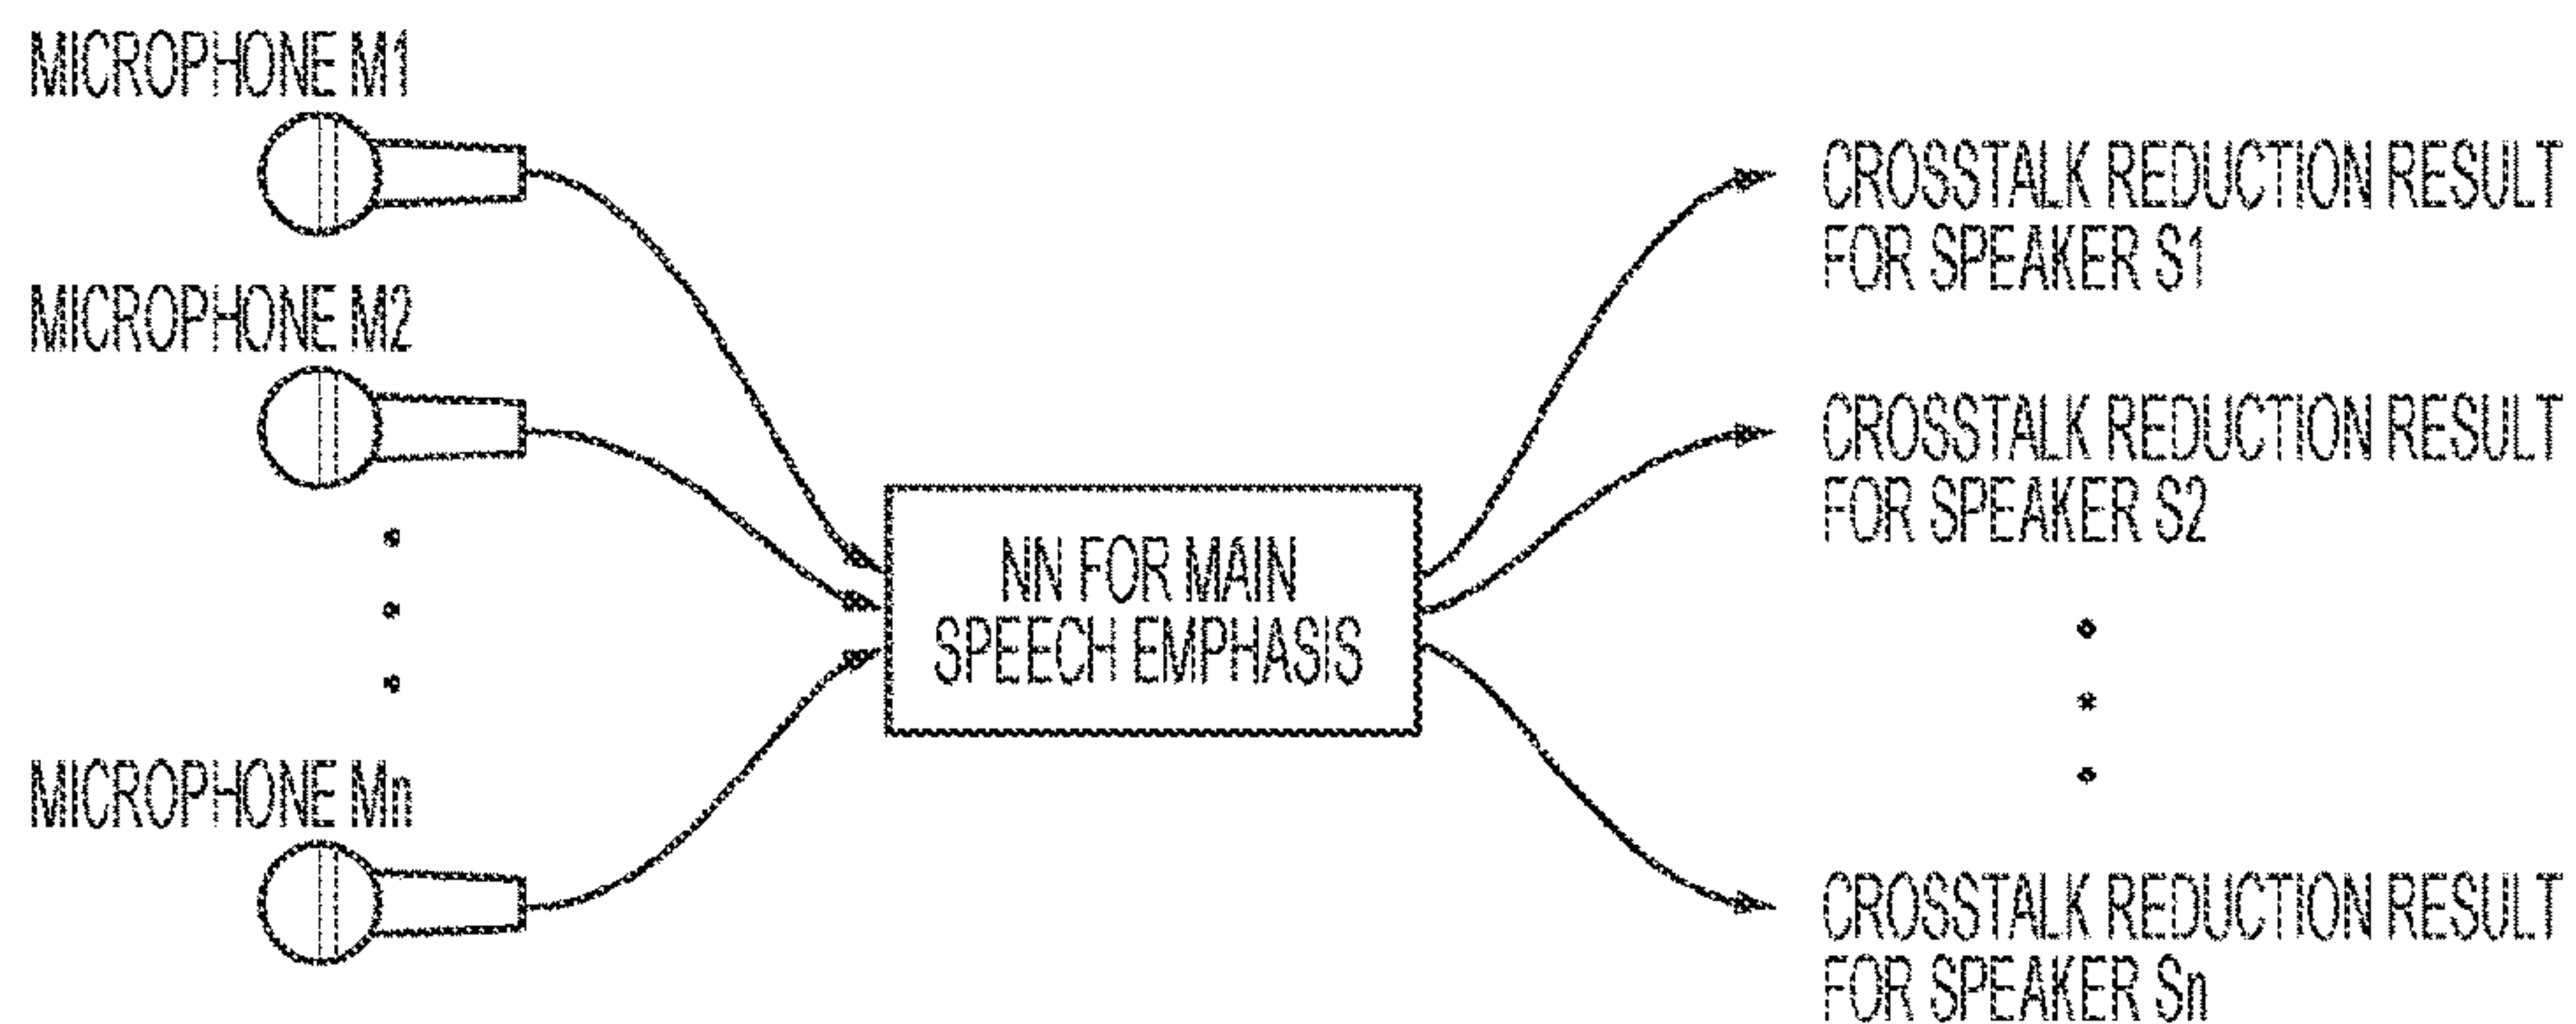 MICROPHONE M1
MICROPHONE M2
MICROPHONE Mn
NN FOR MAIN
SPEECH EMPHASIS
CROSSTALK REDUCTION RESULT
FOR SPEAKER S1
CROSSTALK REDUCTION RESULT
FOR SPEAKER S2
CROSSTALK REDUCTION RESULT
FOR SPEAKER Sn